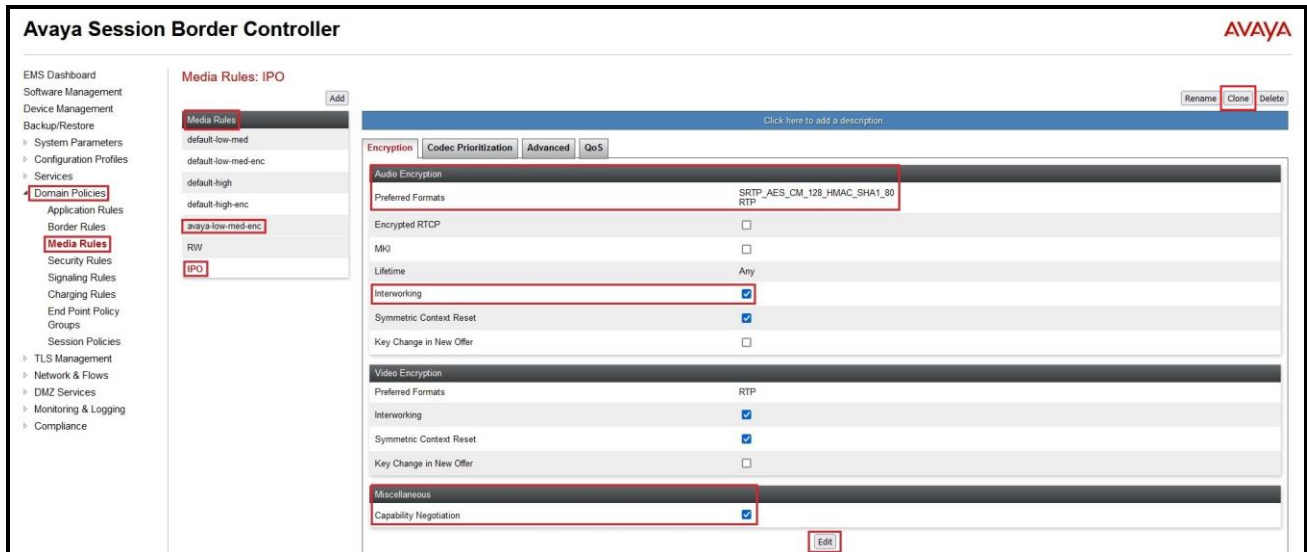 Avaya Session Border Controller
AVAYA
EMS Dashboard
Software Management
Device Management
Backup/Restore
System Parameters
Configuration Profiles
Services
Domain Policies
Application Rules
Border Rules
Media Rules
Security Rules
Signaling Rules
Charging Rules
End Point Policy
Groups
Session Policies
TLS Management
Network & Flows
DMZ Services
Monitoring & Logging
Compliance
Media Rules: IPO
Add
Rename Clone Delete
Media Rules
default-low-med
default-low-med-enc
default-high
default-high-enc
avaya-low-med-enc
RW
IPO
Click here to add a description
Encryption Codec Prioritization Advanced QoS
Audio Encryption
Preferred Formats SRTP_AES_CM_128_HMAC_SHA1_80
RTP
Encrypted RTCP
MKI
Lifetime Any
Interworking
Symmetric Context Reset
Key Change in New Offer
Video Encryption
Preferred Formats RTP
Interworking
Symmetric Context Reset
Key Change in New Offer
Miscellaneous
Capability Negotiation
Edit